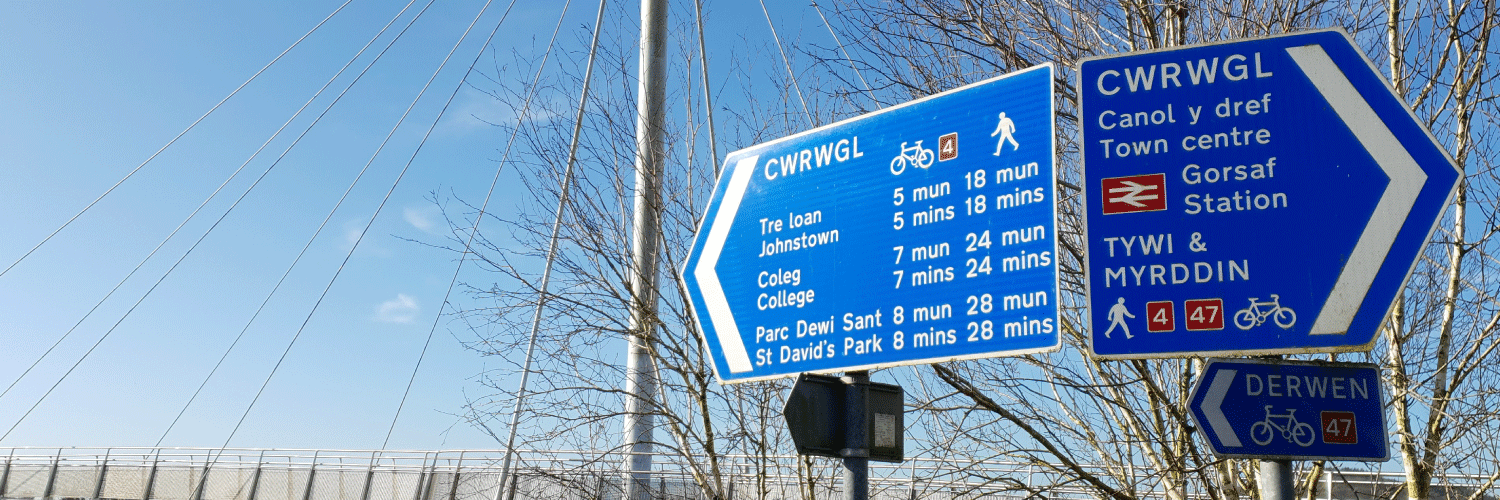 CWRWGL 4
Tre Ioan 5 mun 18 mun
Johnstown 5 mins 18 mins
Coleg 7 mun 24 mun
College 7 mins 24 mins
Parc Dewi Sant 8 mun 28 mun
St David's Park 8 mins 28 mins
CWRWGL
Canol y dref
Town centre
Gorsaf
Station
TYWI &
MYRDDIN
4 47
DERWEN
47